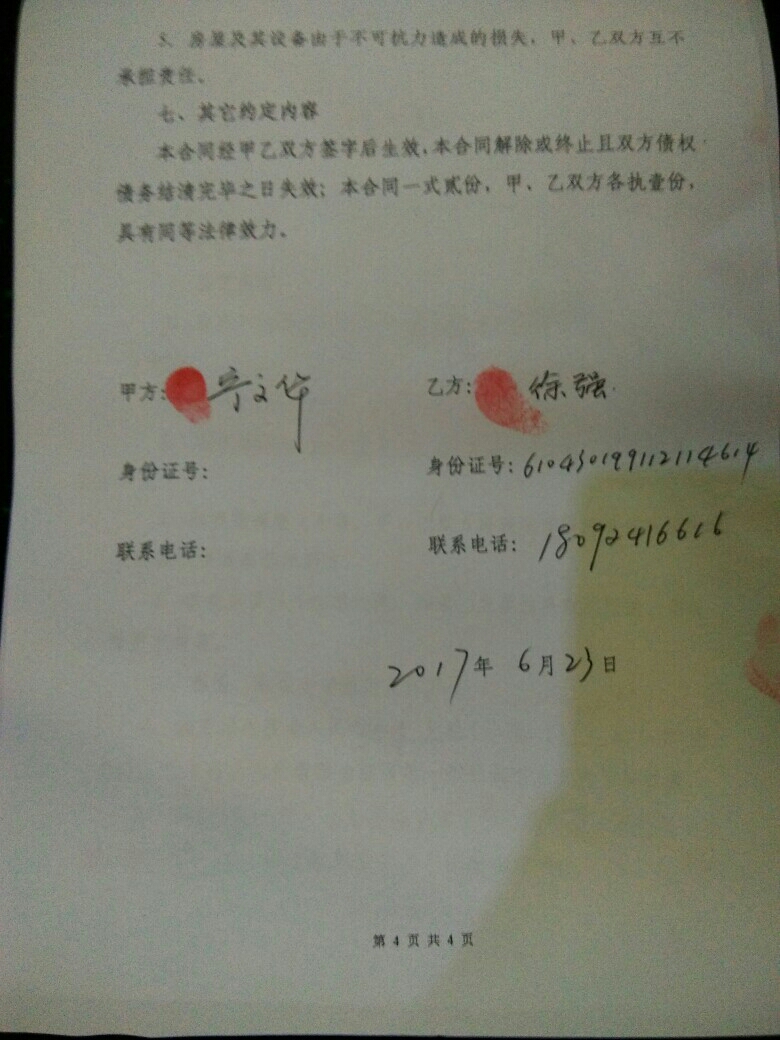 5、房屋及其设备由于不可抗力造成的损失，甲、乙双方互不
承担责任。
七、其它约定内容
本合同经甲乙双方签字后生效，本合同解除或终止且双方债权
债务结清完毕之日失效；本合同一式贰份，甲、乙双方各执壹份，
具有同等法律效力。
甲方：宁文华 乙方：徐强
身份证号： 身份证号：610430199112114614
联系电话： 联系电话：18092416616
2017年 6月23日
第 4 页 共 4 页